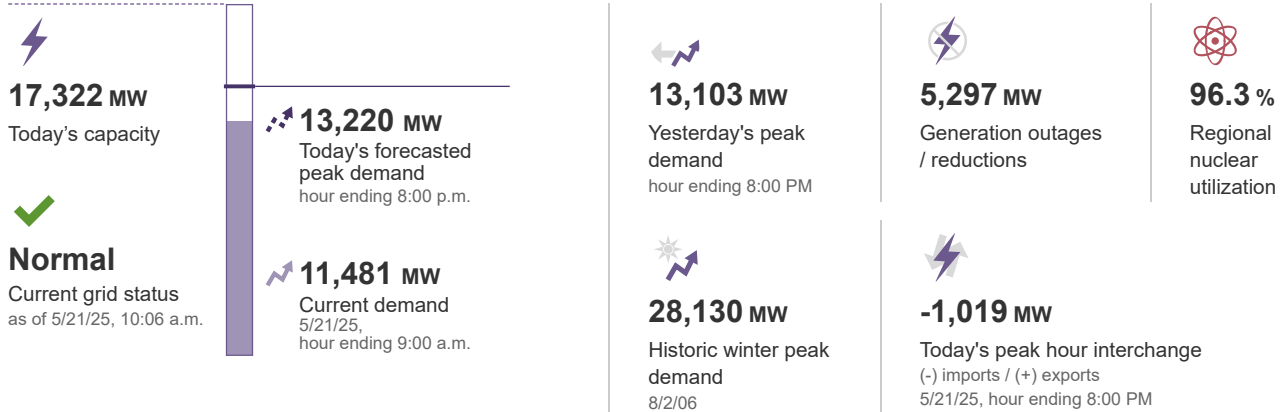 17,322 MW
Today's capacity
Normal
Current grid status
as of 5/21/25, 10:06 a.m.
13,220 MW
Today's forecasted
peak demand
hour ending 8:00 p.m.
11,481 MW
Current demand
5/21/25,
hour ending 9:00 a.m.
13,103 MW
Yesterday's peak
demand
hour ending 8:00 PM
5,297 MW
Generation outages
/ reductions
96.3 %
Regional
nuclear
utilization
28,130 MW
Historic winter peak
demand
8/2/06
-1,019 MW
Today's peak hour interchange
(-) imports / (+) exports
5/21/25, hour ending 8:00 PM